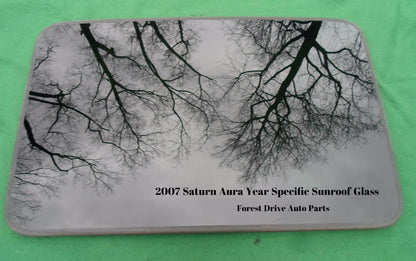 2007 Saturn Aura Year Specific Sunroof Glass
Forest Drive Auto Parts